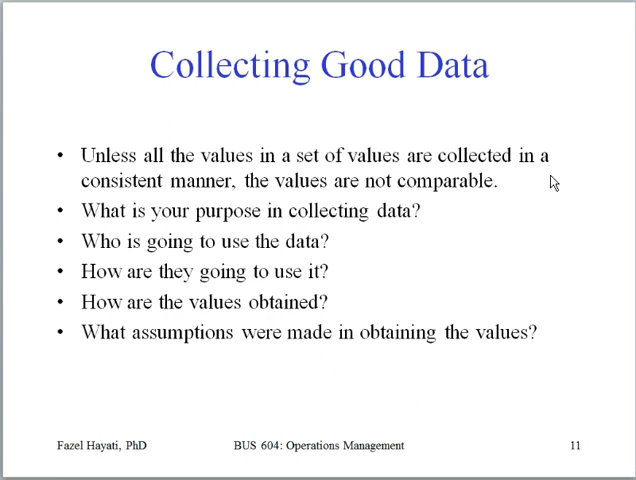 Collecting Good Data
• Unless all the values in a set of values are collected in a
consistent manner, the values are not comparable.
• What is your purpose in collecting data?
• Who is going to use the data?
• How are they going to use it?
• How are the values obtained?
• What assumptions were made in obtaining the values?
Fazel Hayati, PhD BUS 604: Operations Management 11